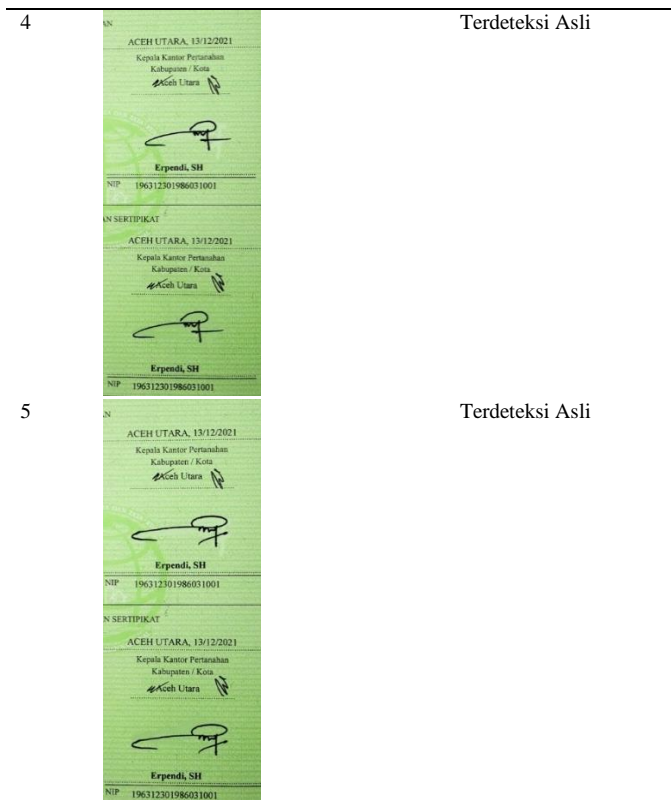 4
Terdeteksi Asli
AN
ACEH UTARA, 13/12/2021
Kepala Kantor Pertanahan
Kabupaten / Kota
Aceh Utara
Erpendi, SH
NIP 196312301986031001
AN SERTIPIKAT
ACEH UTARA, 13/12/2021
Kepala Kantor Pertanahan
Kabupaten / Kota
Aceh Utara
Erpendi, SH
NIP 196312301986031001
5
Terdeteksi Asli
N
ACEH UTARA, 13/12/2021
Kepala Kantor Pertanahan
Kabupaten / Kota
Aceh Utara
Erpendi, SH
NIP 196312301986031001
N SERTIPIKAT
ACEH UTARA, 13/12/2021
Kepala Kantor Pertanahan
Kabupaten / Kota
Aceh Utara
Erpendi, SH
NIP 196312301986031001